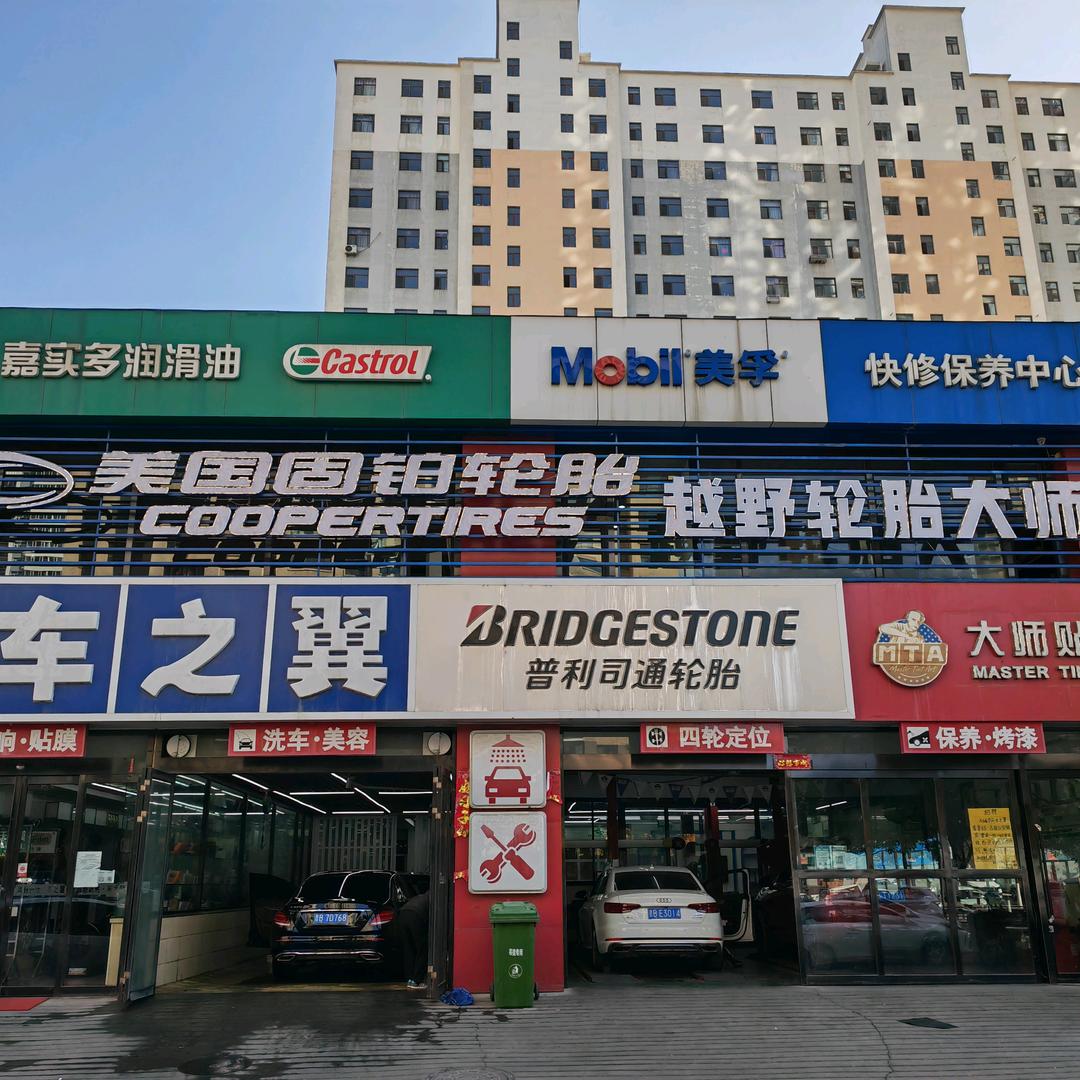 嘉实多润滑油
Castrol
Mobil 美孚
快修保养中心
美国固铂轮胎
COOPERTIRES
越野轮胎大师
车之翼
BRIDGESTONE
普利司通轮胎
MTA
大师贴
MASTER
响·贴膜
洗车·美容
四轮定位
保养·烤漆